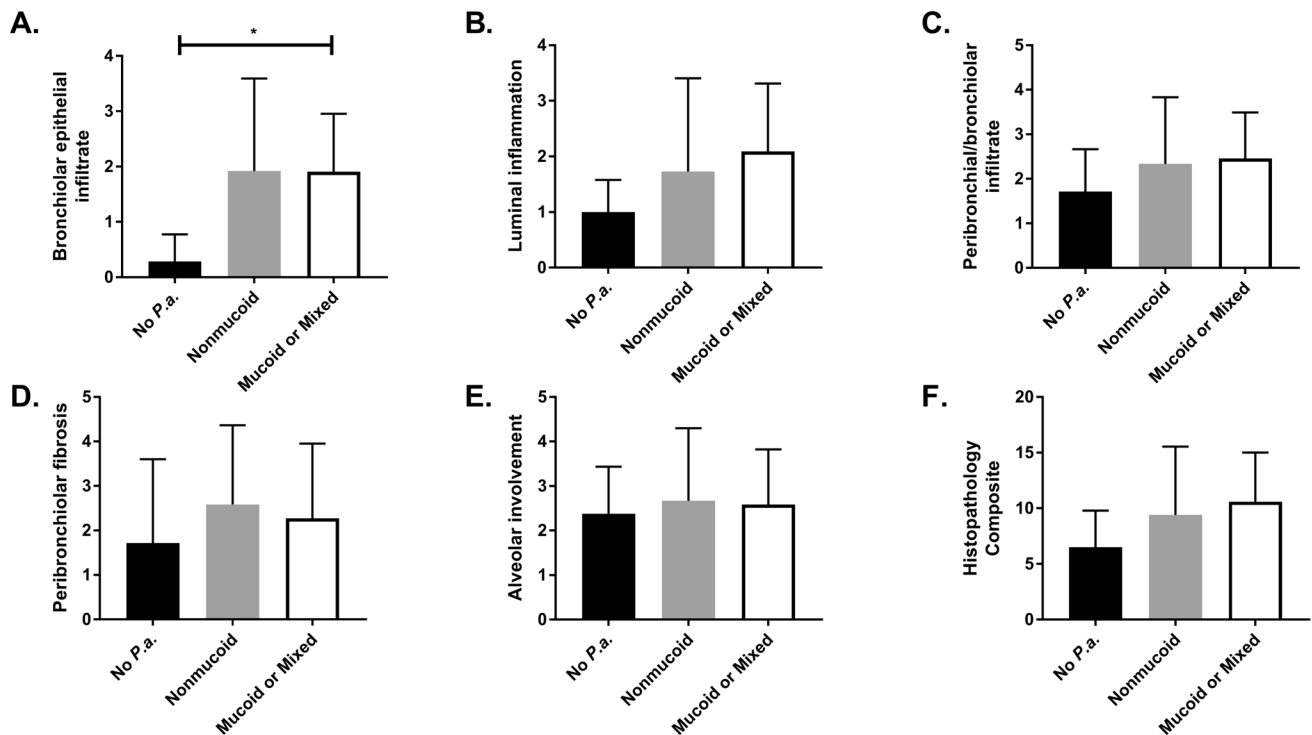 A.
*
Bronchiolar epithelial
infiltrate
4
3
2
1
0
No P.a.
Nonmucoid
Mucoid or Mixed
B.
Luminal inflammation
4
3
2
1
0
No P.a.
Nonmucoid
Mucoid or Mixed
C.
Peribronchial/bronchiolar
infiltrate
5
4
3
2
1
0
No P.a.
Nonmucoid
Mucoid or Mixed
D.
Peribronchiolar fibrosis
5
4
3
2
1
0
No P.a.
Nonmucoid
Mucoid or Mixed
E.
Alveolar involvement
5
4
3
2
1
0
No P.a.
Nonmucoid
Mucoid or Mixed
F.
Histopathology
Composite
20
15
10
5
0
No P.a.
Nonmucoid
Mucoid or Mixed